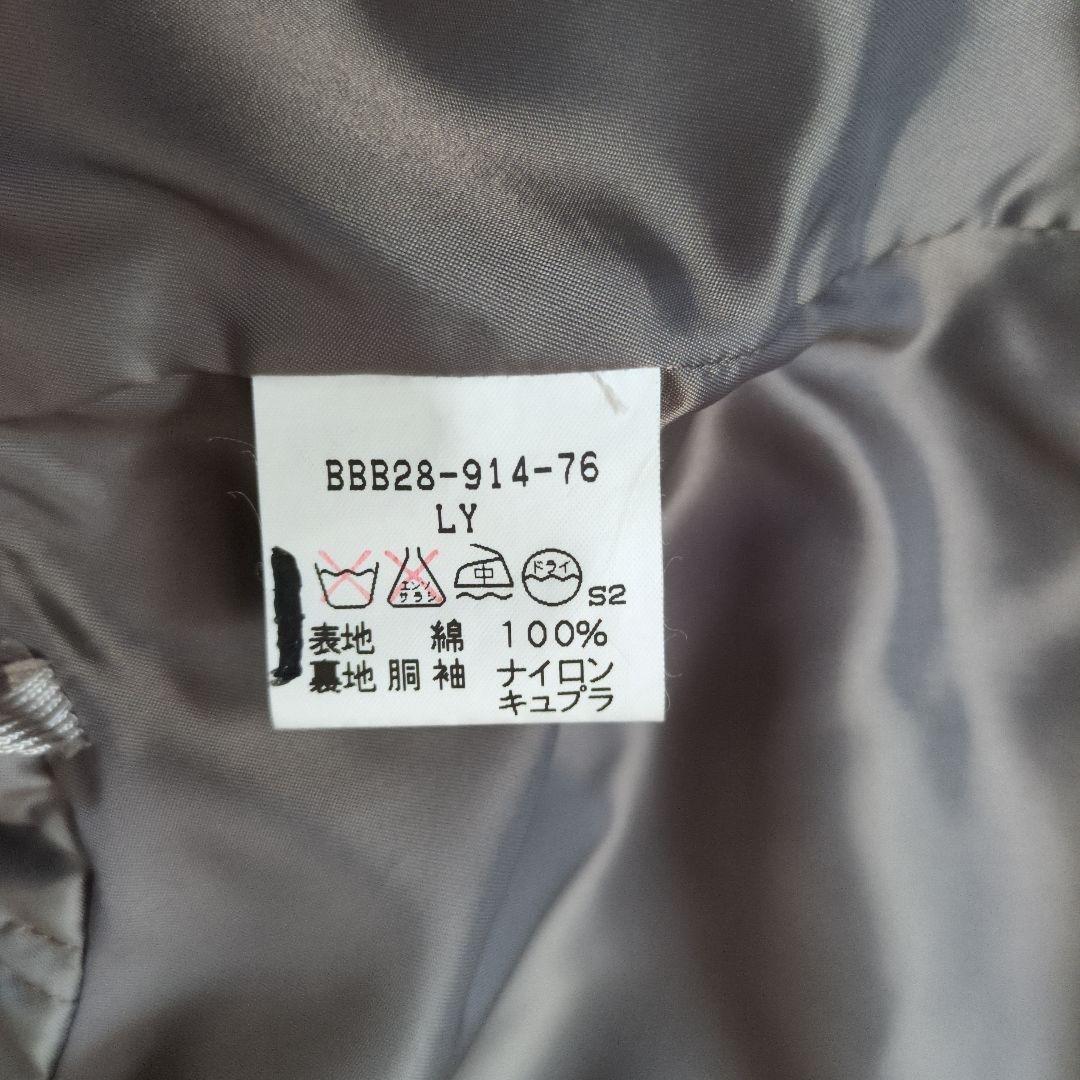 BBB28-914-76
LY
エンソ
サラシ
中
ドライ
S2
表地 綿 100%
裏地 胴 袖 ナイロン
キュプラ